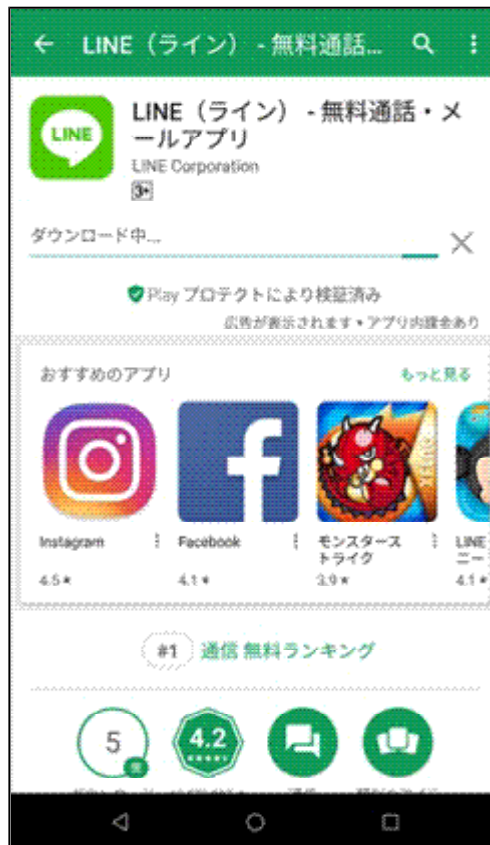 LINE（ライン） - 無料通話...
LINE
LINE（ライン） - 無料通話・メ
ールアプリ
LINE Corporation
3+
ダウンロード中...
Play プロテクトにより検証済み
広告が表示されます • アプリ内課金あり
おすすめのアプリ
もっと見る
Instagram
4.5★
Facebook
4.1★
モンスタース
トライク
3.9★
LINE
ニー
4.1★
#1 通信 無料ランキング
5
4.2